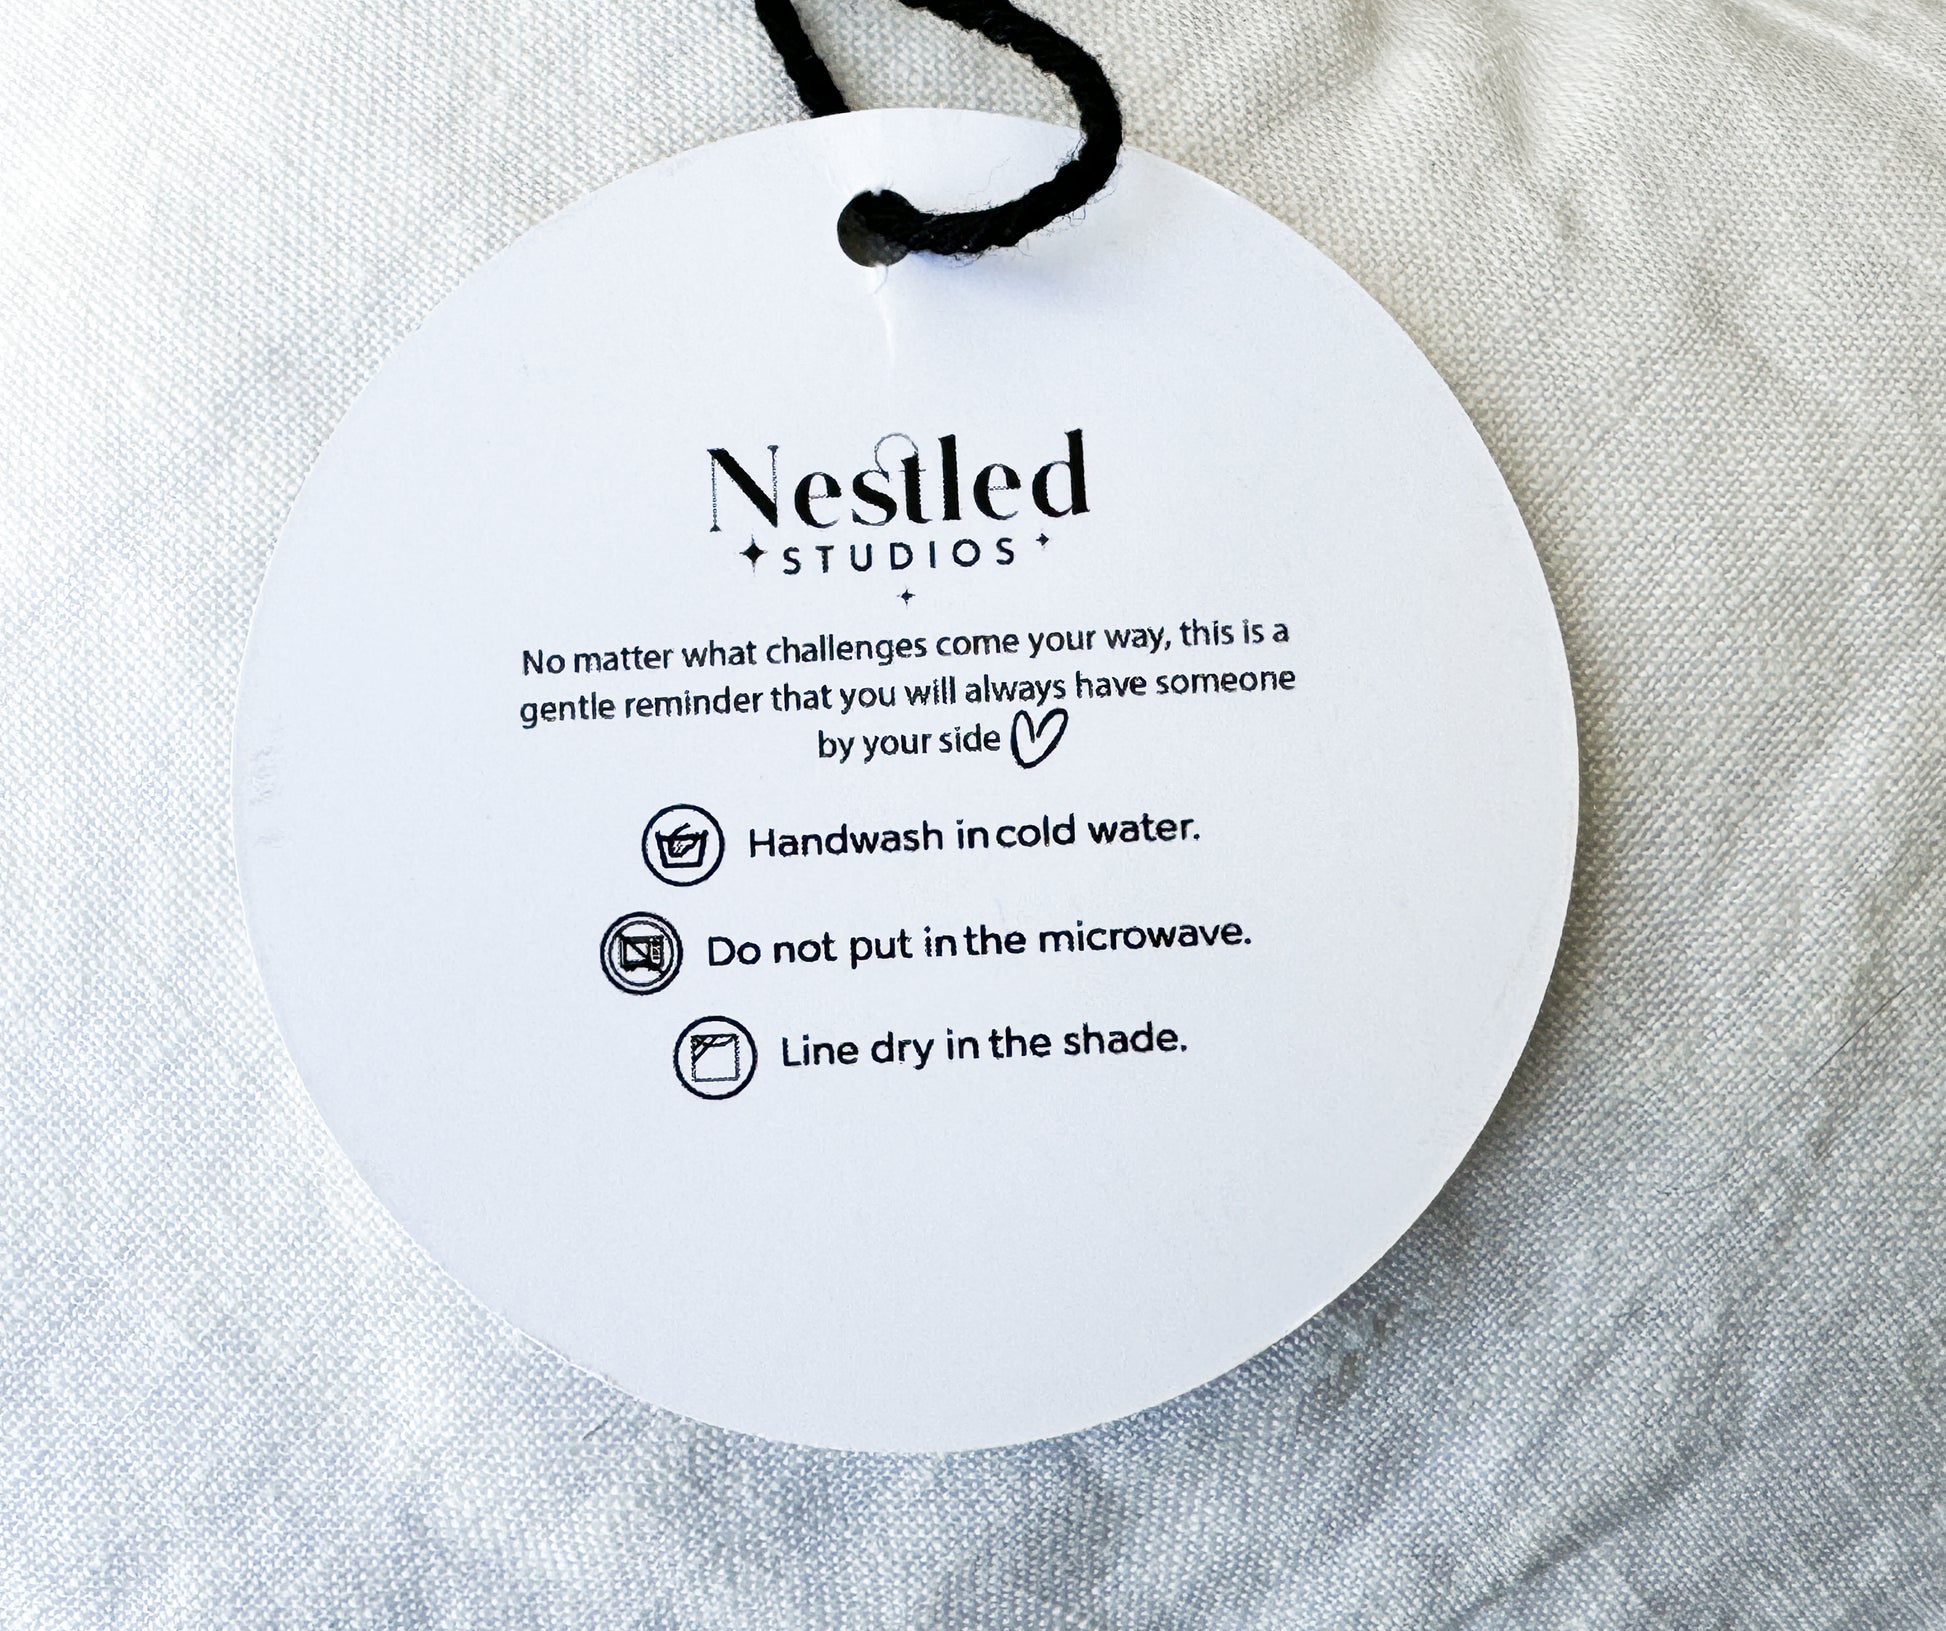 Nestled
STUDIOS
No matter what challenges come your way, this is a
gentle reminder that you will always have someone
by your side
Handwash in cold water.
Do not put in the microwave.
Line dry in the shade.